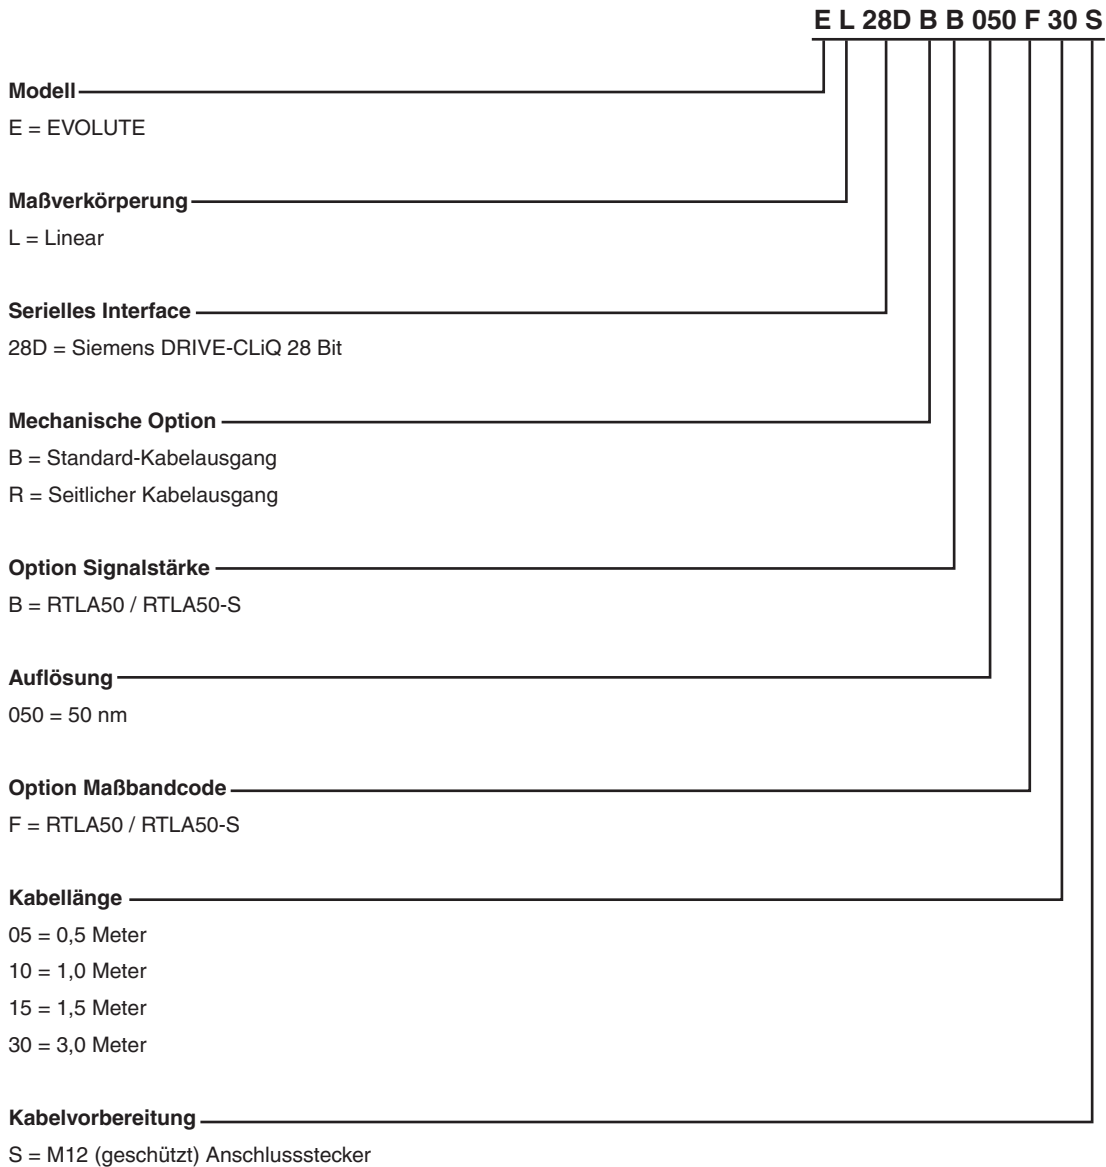 E L 28D B B 050 F 30 S
Modell
E = EVOLUTE
Maßverkörperung
L = Linear
Serielles Interface
28D = Siemens DRIVE-CLiQ 28 Bit
Mechanische Option
B = Standard-Kabelausgang
R = Seitlicher Kabelausgang
Option Signalstärke
B = RTLA50 / RTLA50-S
Auflösung
050 = 50 nm
Option Maßbandcode
F = RTLA50 / RTLA50-S
Kabellänge
05 = 0,5 Meter
10 = 1,0 Meter
15 = 1,5 Meter
30 = 3,0 Meter
Kabelvorbereitung
S = M12 (geschützt) Anschlussstecker